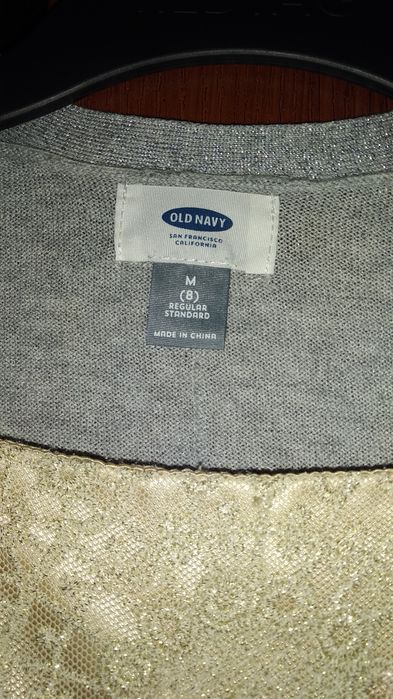 OLD NAVY
SAN FRANCISCO
CALIFORNIA
M
(8)
REGULAR
STANDARD
MADE IN CHINA